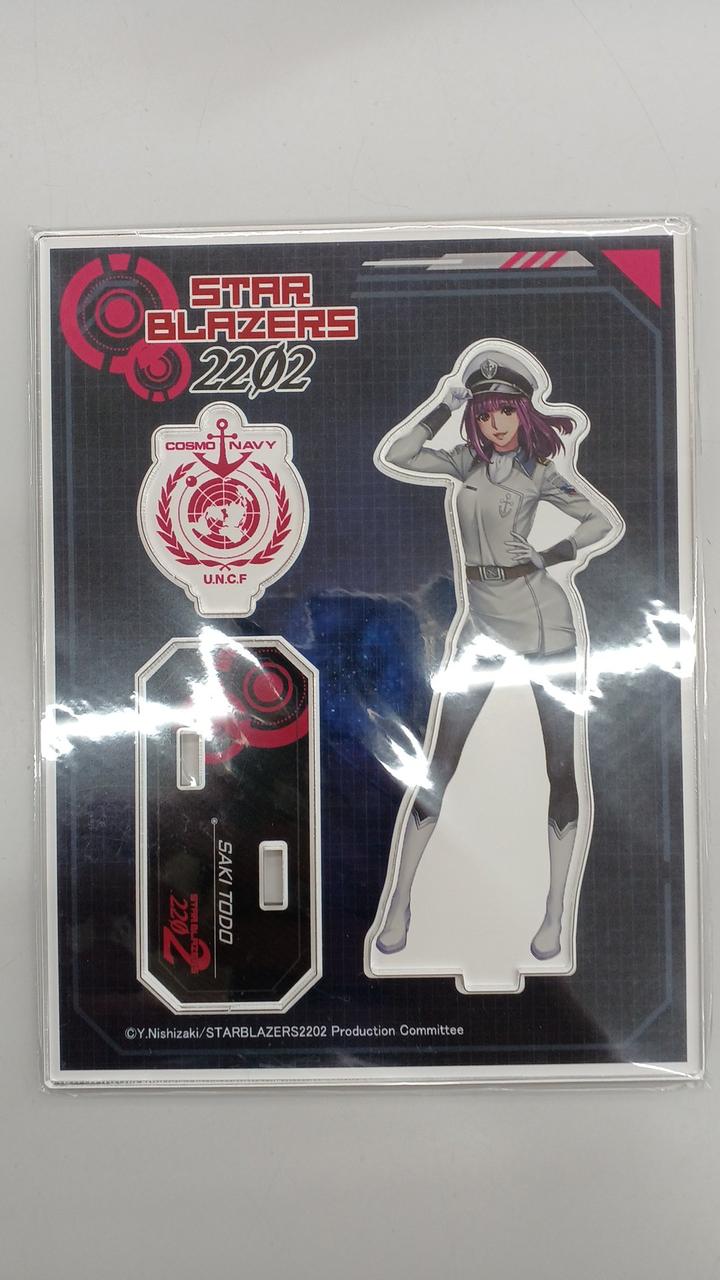 STAR
BLAZERS
2202
COSMO NAVY
U.N.C.F
SAKI TODO
STAR BLAZERS
2202
©Y.Nishizaki/STARBLAZERS2202 Production Committee